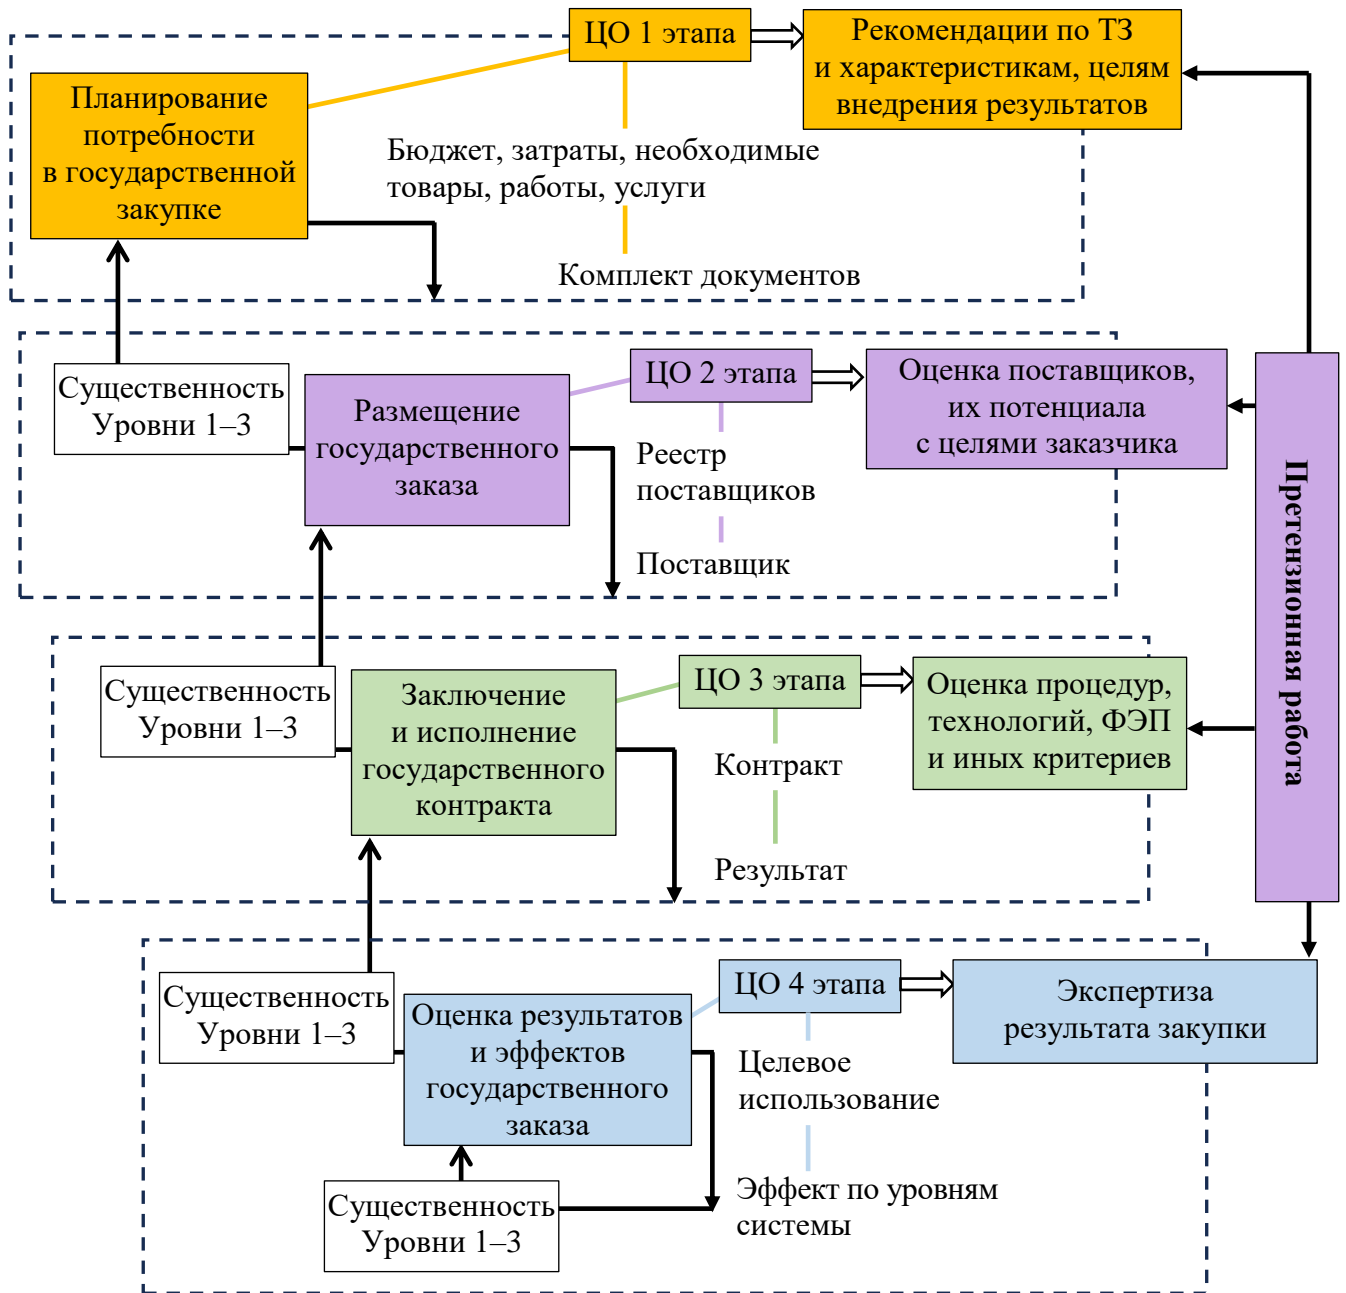 ЦО 1 этапа
Рекомендации по ТЗ
и характеристикам, целям
внедрения результатов
Планирование
потребности
в государственной
закупке
Бюджет, затраты, необходимые
товары, работы, услуги
Комплект документов
Существенность
Уровни 1–3
Размещение
государственного
заказа
ЦО 2 этапа
Оценка поставщиков,
их потенциала
с целями заказчика
Реестр
поставщиков
Поставщик
Претензионная работа
Существенность
Уровни 1–3
Заключение
и исполнение
государственного
контракта
ЦО 3 этапа
Оценка процедур,
технологий, ФЭП
и иных критериев
Контракт
Результат
Существенность
Уровни 1–3
Оценка результатов
и эффектов
государственного
заказа
ЦО 4 этапа
Экспертиза
результата закупки
Целевое
использование
Эффект по уровням
системы
Существенность
Уровни 1–3